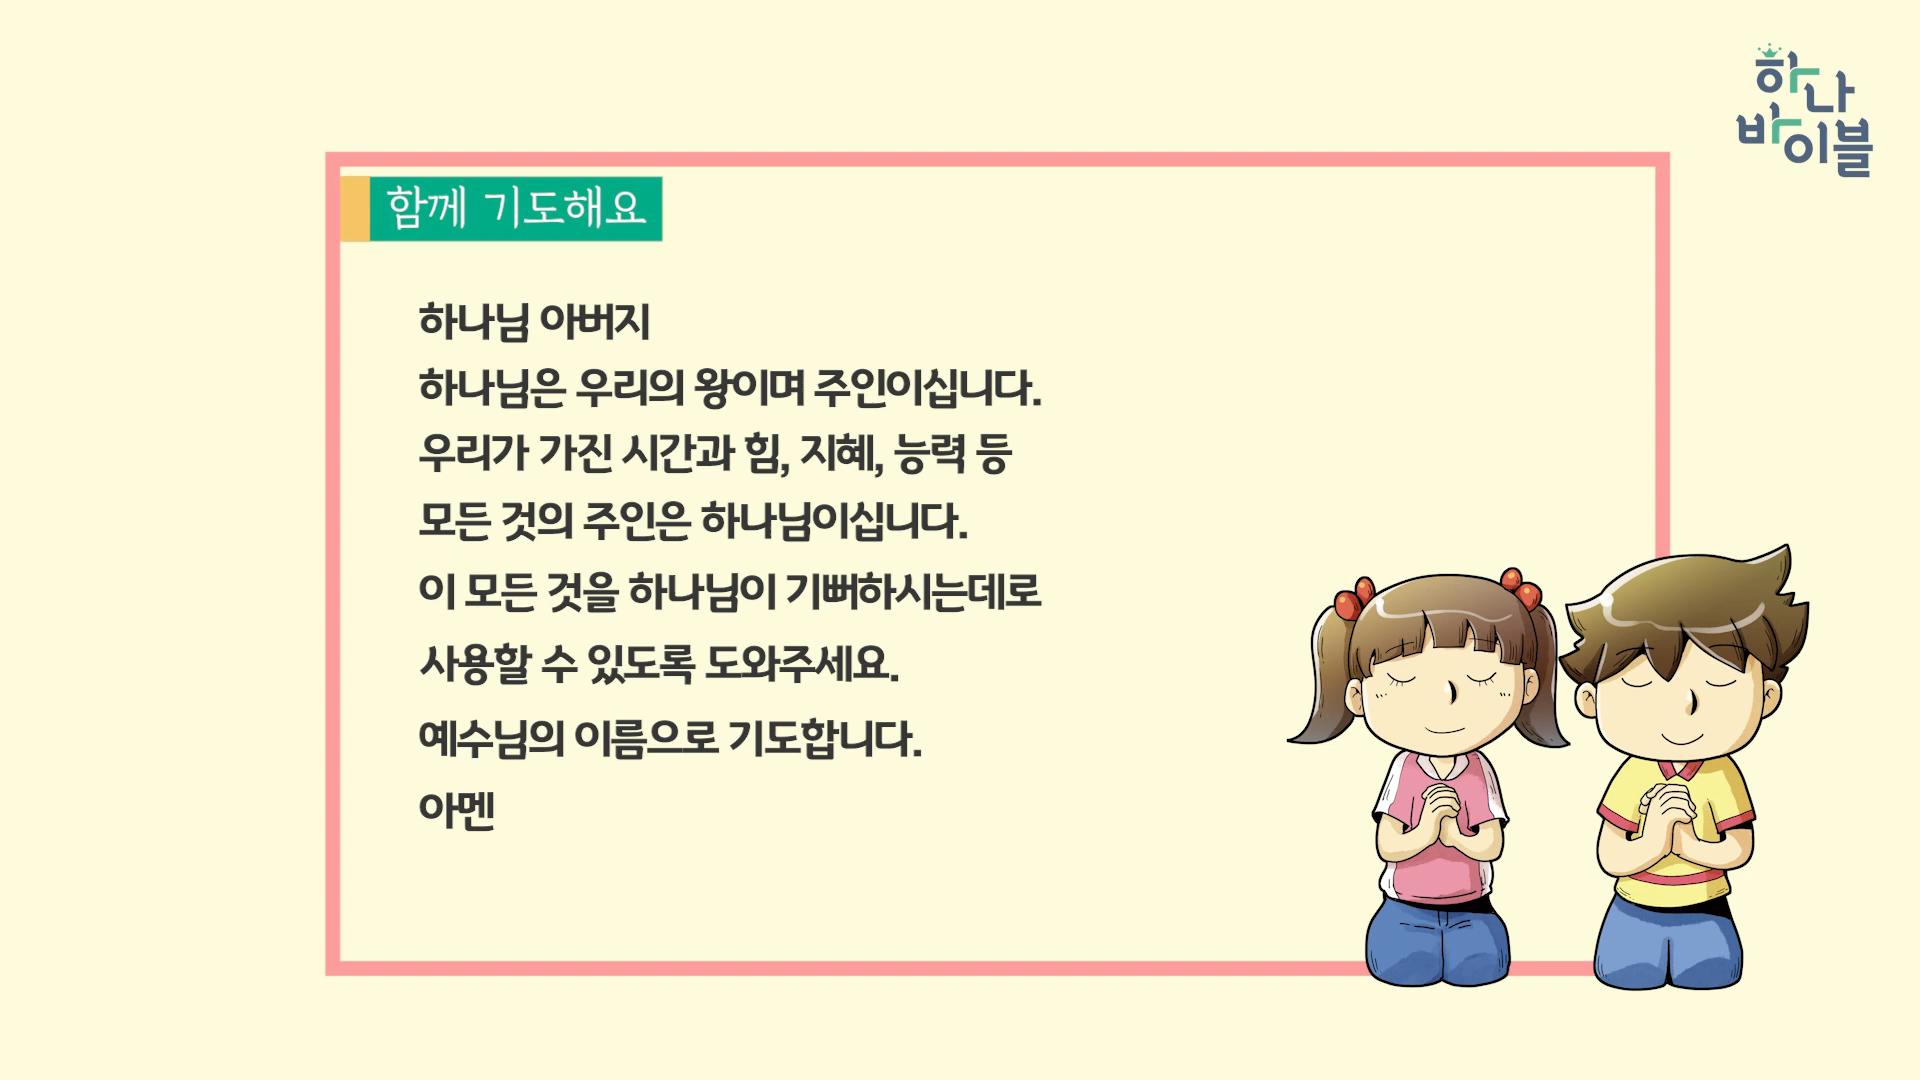 하나
바이블
함께 기도해요
하나님 아버지
하나님은 우리의 왕이며 주인이십니다.
우리가 가진 시간과 힘, 지혜, 능력 등
모든 것의 주인은 하나님이십니다.
이 모든 것을 하나님이 기뻐하시는데로
사용할 수 있도록 도와주세요.
예수님의 이름으로 기도합니다.
아멘